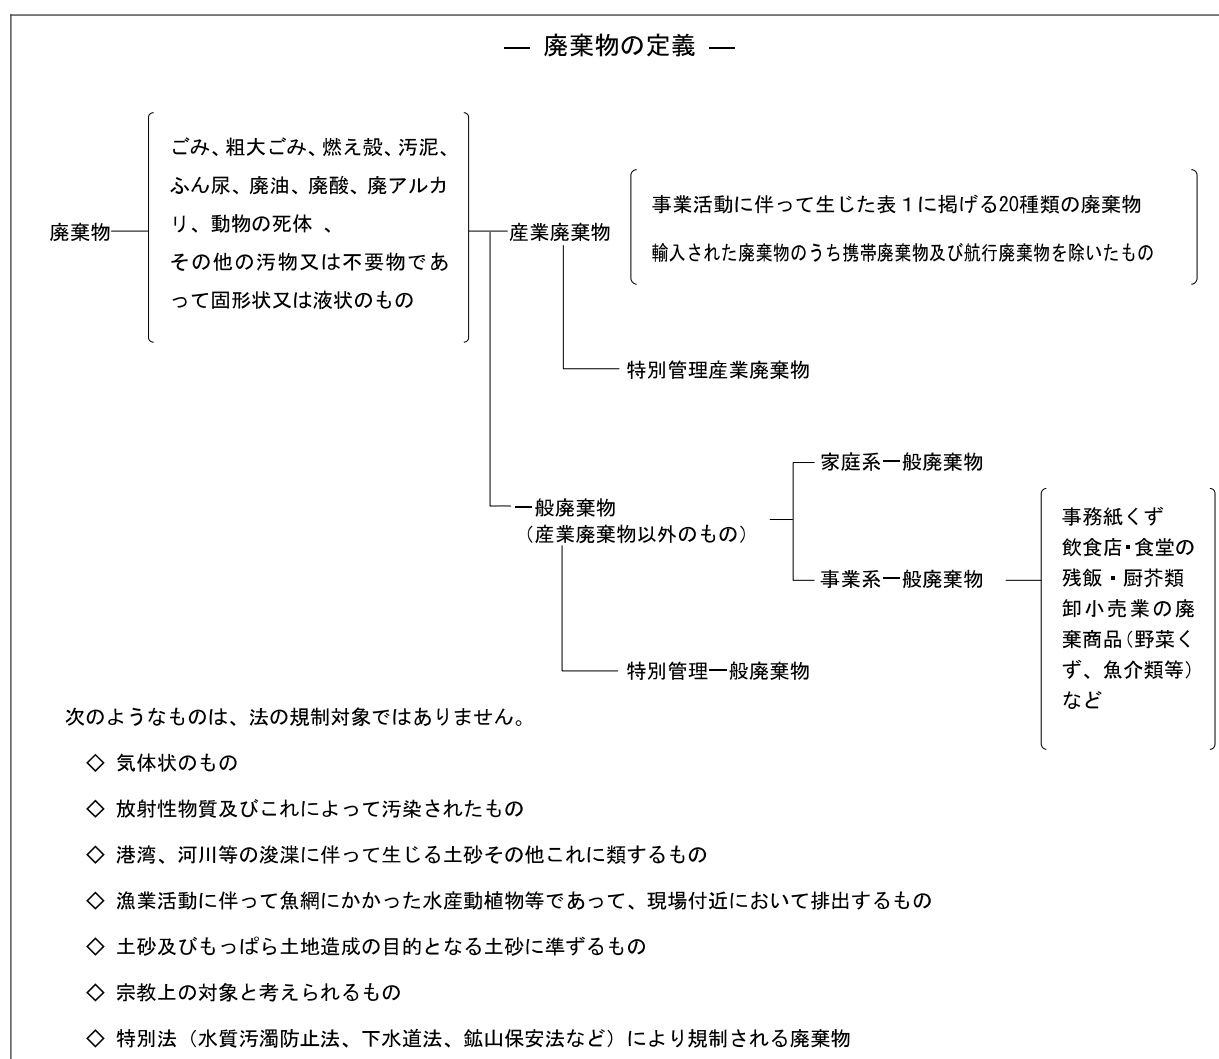 ― 廃棄物の定義 ―
廃棄物
ごみ、粗大ごみ、燃え殻、汚泥、
ふん尿、廃油、廃酸、廃アルカ
リ、動物の死体 、
その他の汚物又は不要物であ
って固形状又は液状のもの
産業廃棄物
事業活動に伴って生じた表１に掲げる20種類の廃棄物
輸入された廃棄物のうち携帯廃棄物及び航行廃棄物を除いたもの
特別管理産業廃棄物
一般廃棄物
（産業廃棄物以外のもの）
家庭系一般廃棄物
事業系一般廃棄物
事務紙くず
飲食店・食堂の
残飯・厨芥類
卸小売業の廃
棄商品（野菜く
ず、魚介類等）
など
特別管理一般廃棄物
次のようなものは、法の規制対象ではありません。
◇ 気体状のもの
◇ 放射性物質及びこれによって汚染されたもの
◇ 港湾、河川等の浚渫に伴って生じる土砂その他これに類するもの
◇ 漁業活動に伴って魚網にかかった水産動植物等であって、現場付近において排出するもの
◇ 土砂及びもっぱら土地造成の目的となる土砂に準ずるもの
◇ 宗教上の対象と考えられるもの
◇ 特別法（水質汚濁防止法、下水道法、鉱山保安法など）により規制される廃棄物